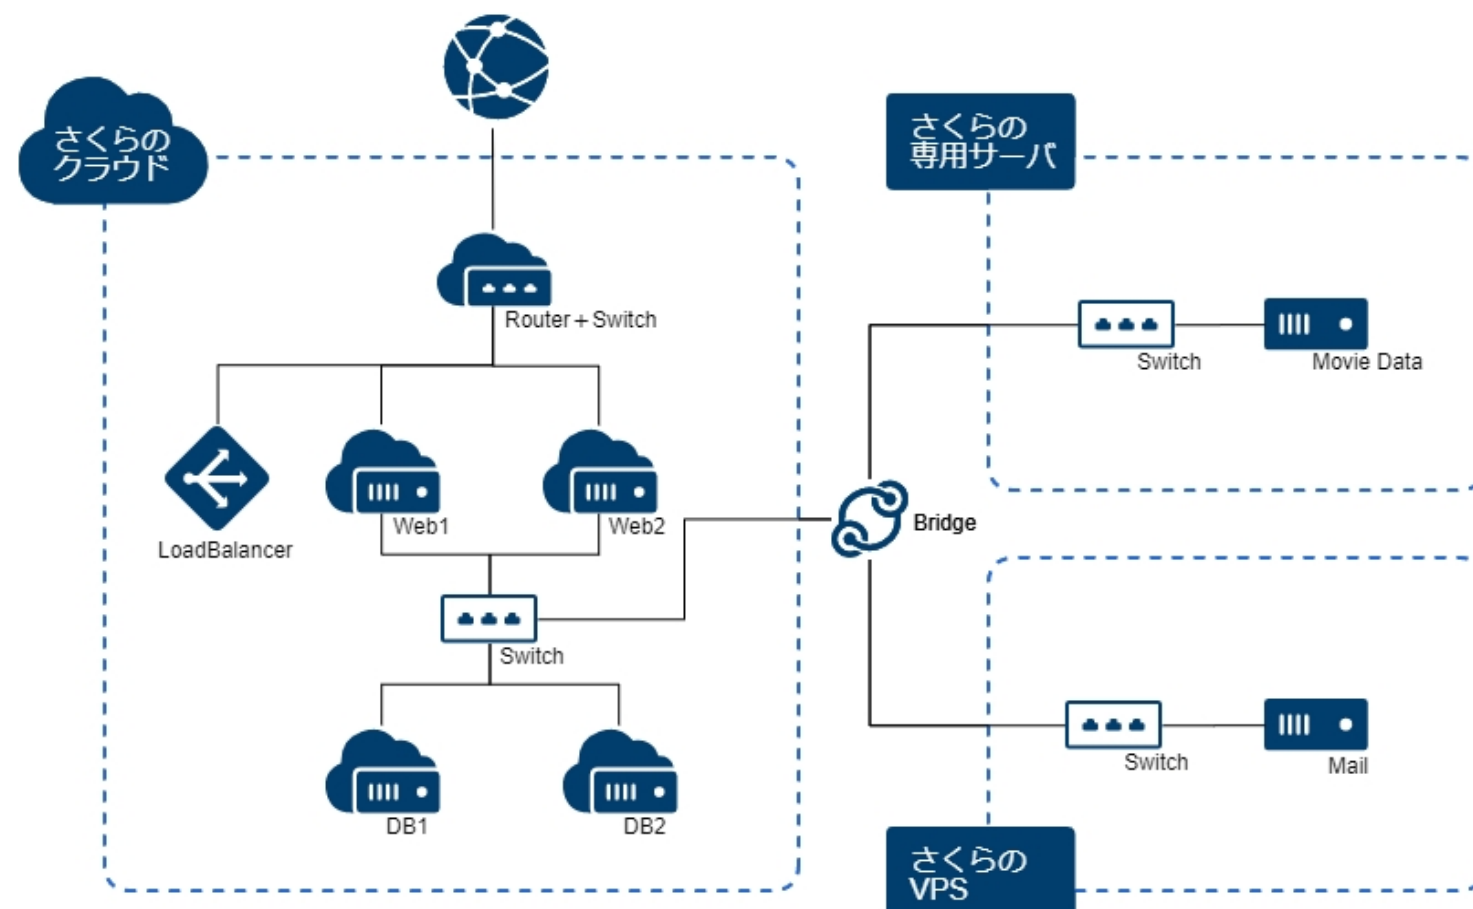 さくらの
クラウド
Router+Switch
LoadBalancer
Web1
Web2
Switch
DB1
DB2
Bridge
さくらの
専用サーバ
Switch
Movie Data
Switch
Mail
さくらの
VPS